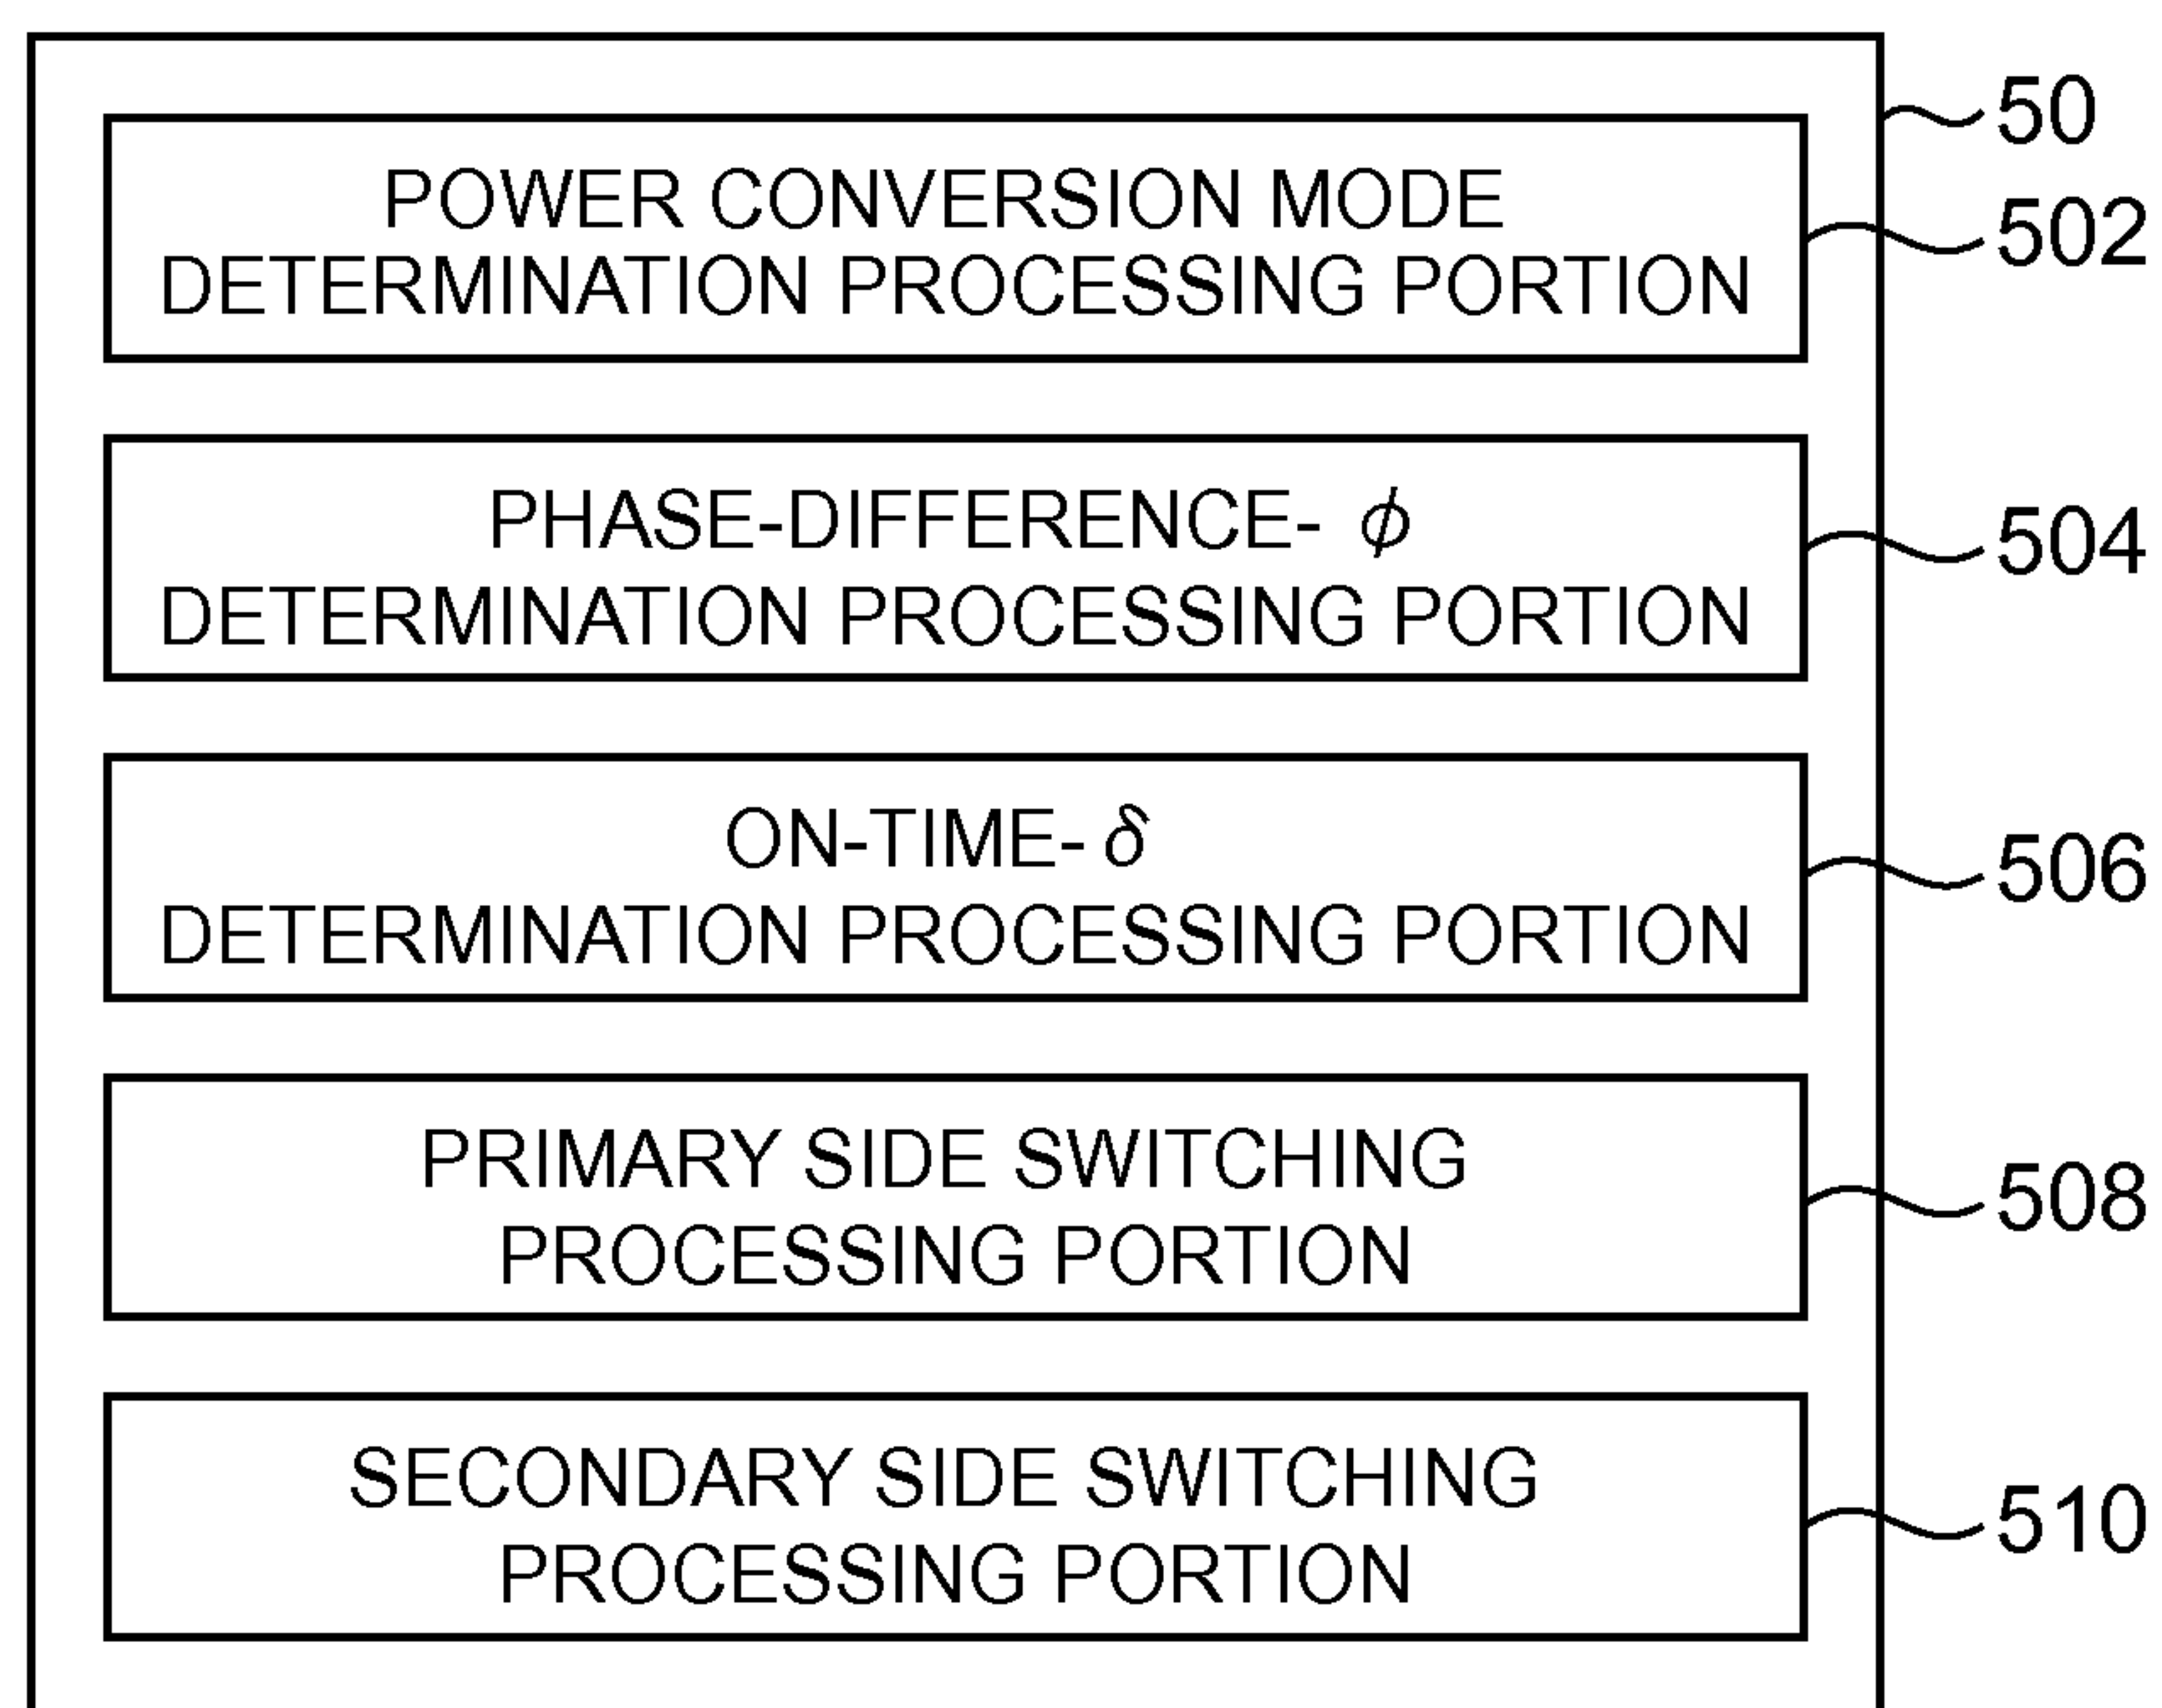 50
POWER CONVERSION MODE
DETERMINATION PROCESSING PORTION
502
PHASE-DIFFERENCE- ϕ
DETERMINATION PROCESSING PORTION
504
ON-TIME- δ
DETERMINATION PROCESSING PORTION
506
PRIMARY SIDE SWITCHING
PROCESSING PORTION
508
SECONDARY SIDE SWITCHING
PROCESSING PORTION
510